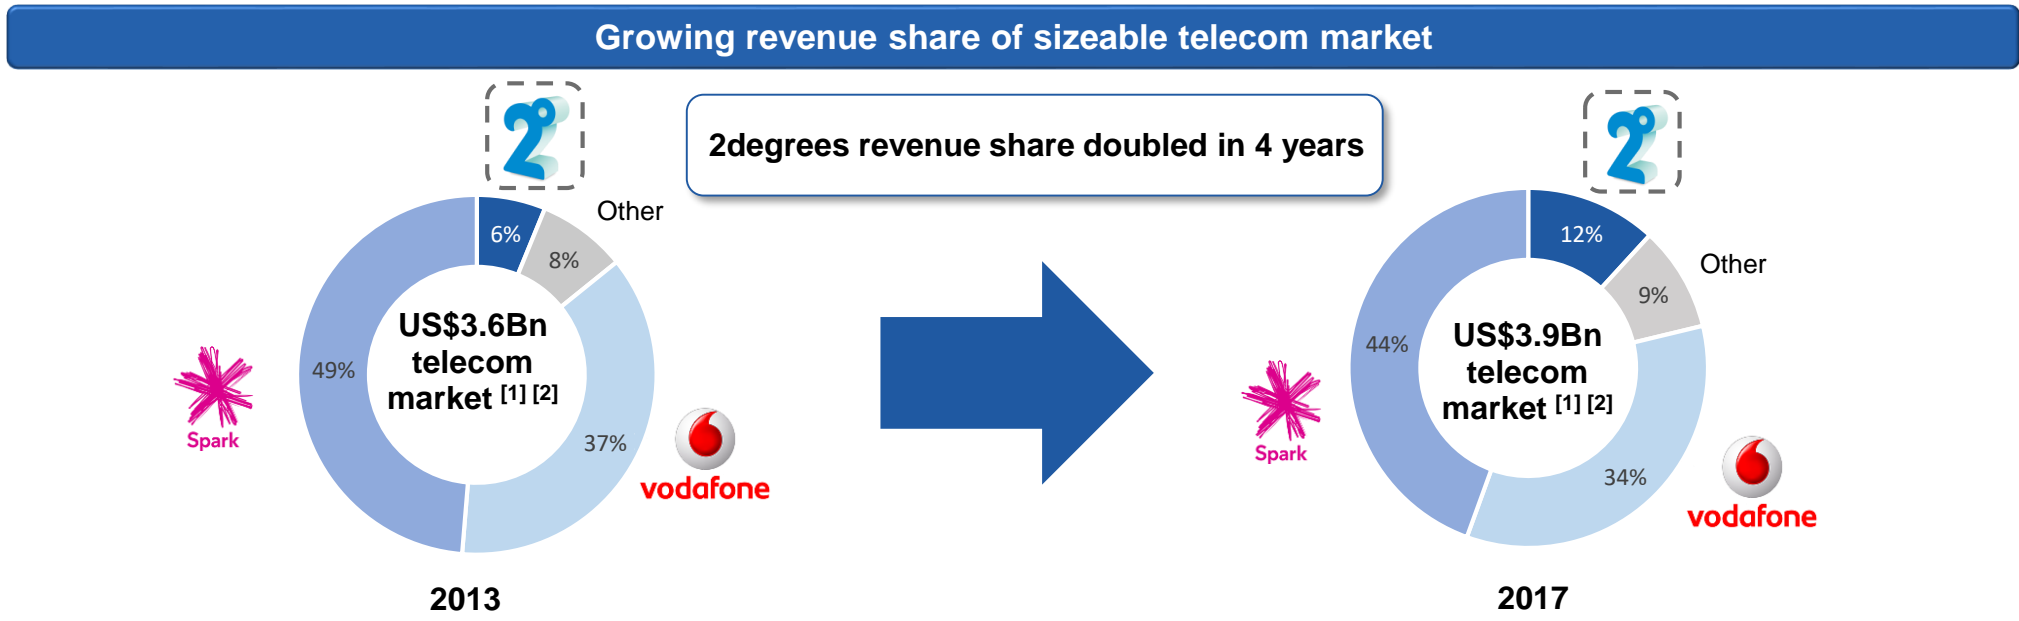 Growing revenue share of sizeable telecom market
2degrees revenue share doubled in 4 years
2°
6%
Other
8%
37%
49%
US$3.6Bn
telecom
market [1] [2]
Spark
vodafone
2013
2°
12%
Other
9%
34%
44%
US$3.9Bn
telecom
market [1] [2]
Spark
vodafone
2017